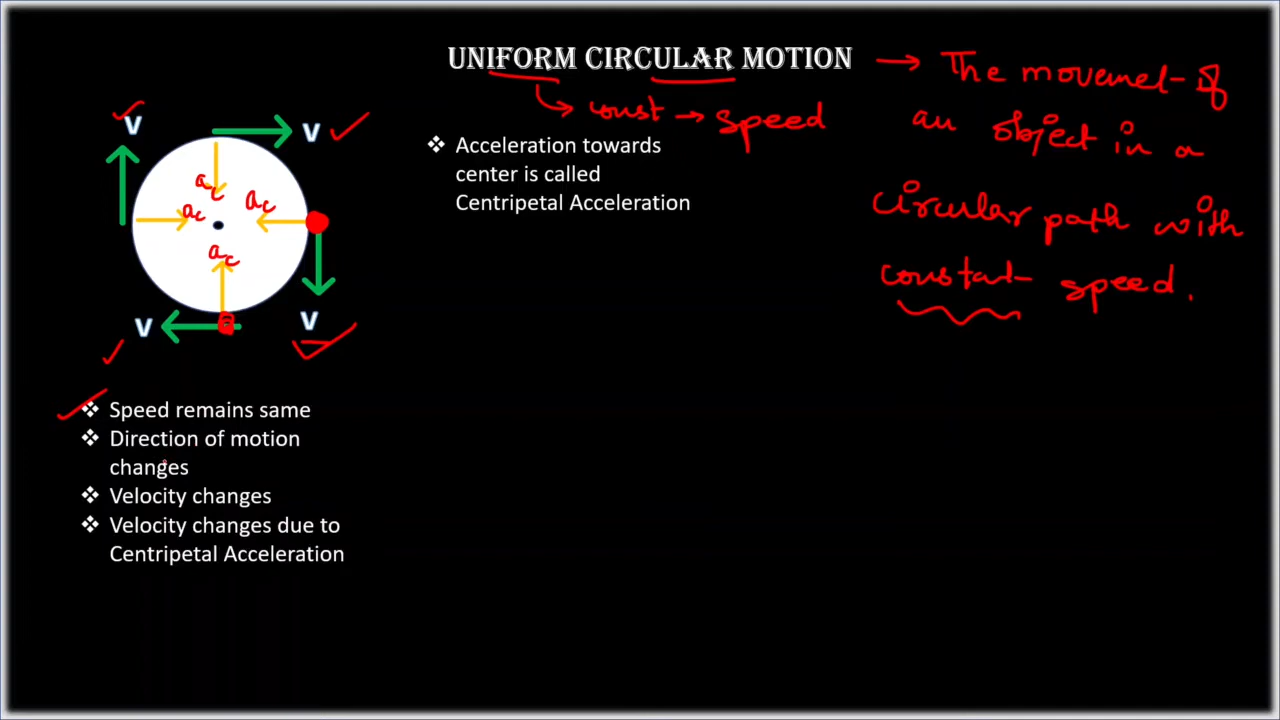 UNIFORM CIRCULAR MOTION → The movemet of
an object in a
circular path with
constat speed.
const → speed
❖ Acceleration towards
center is called
Centripetal Acceleration
V
V
ac
ac
ac
ac
V
V
❖ Speed remains same
❖ Direction of motion
changes
❖ Velocity changes
❖ Velocity changes due to
Centripetal Acceleration